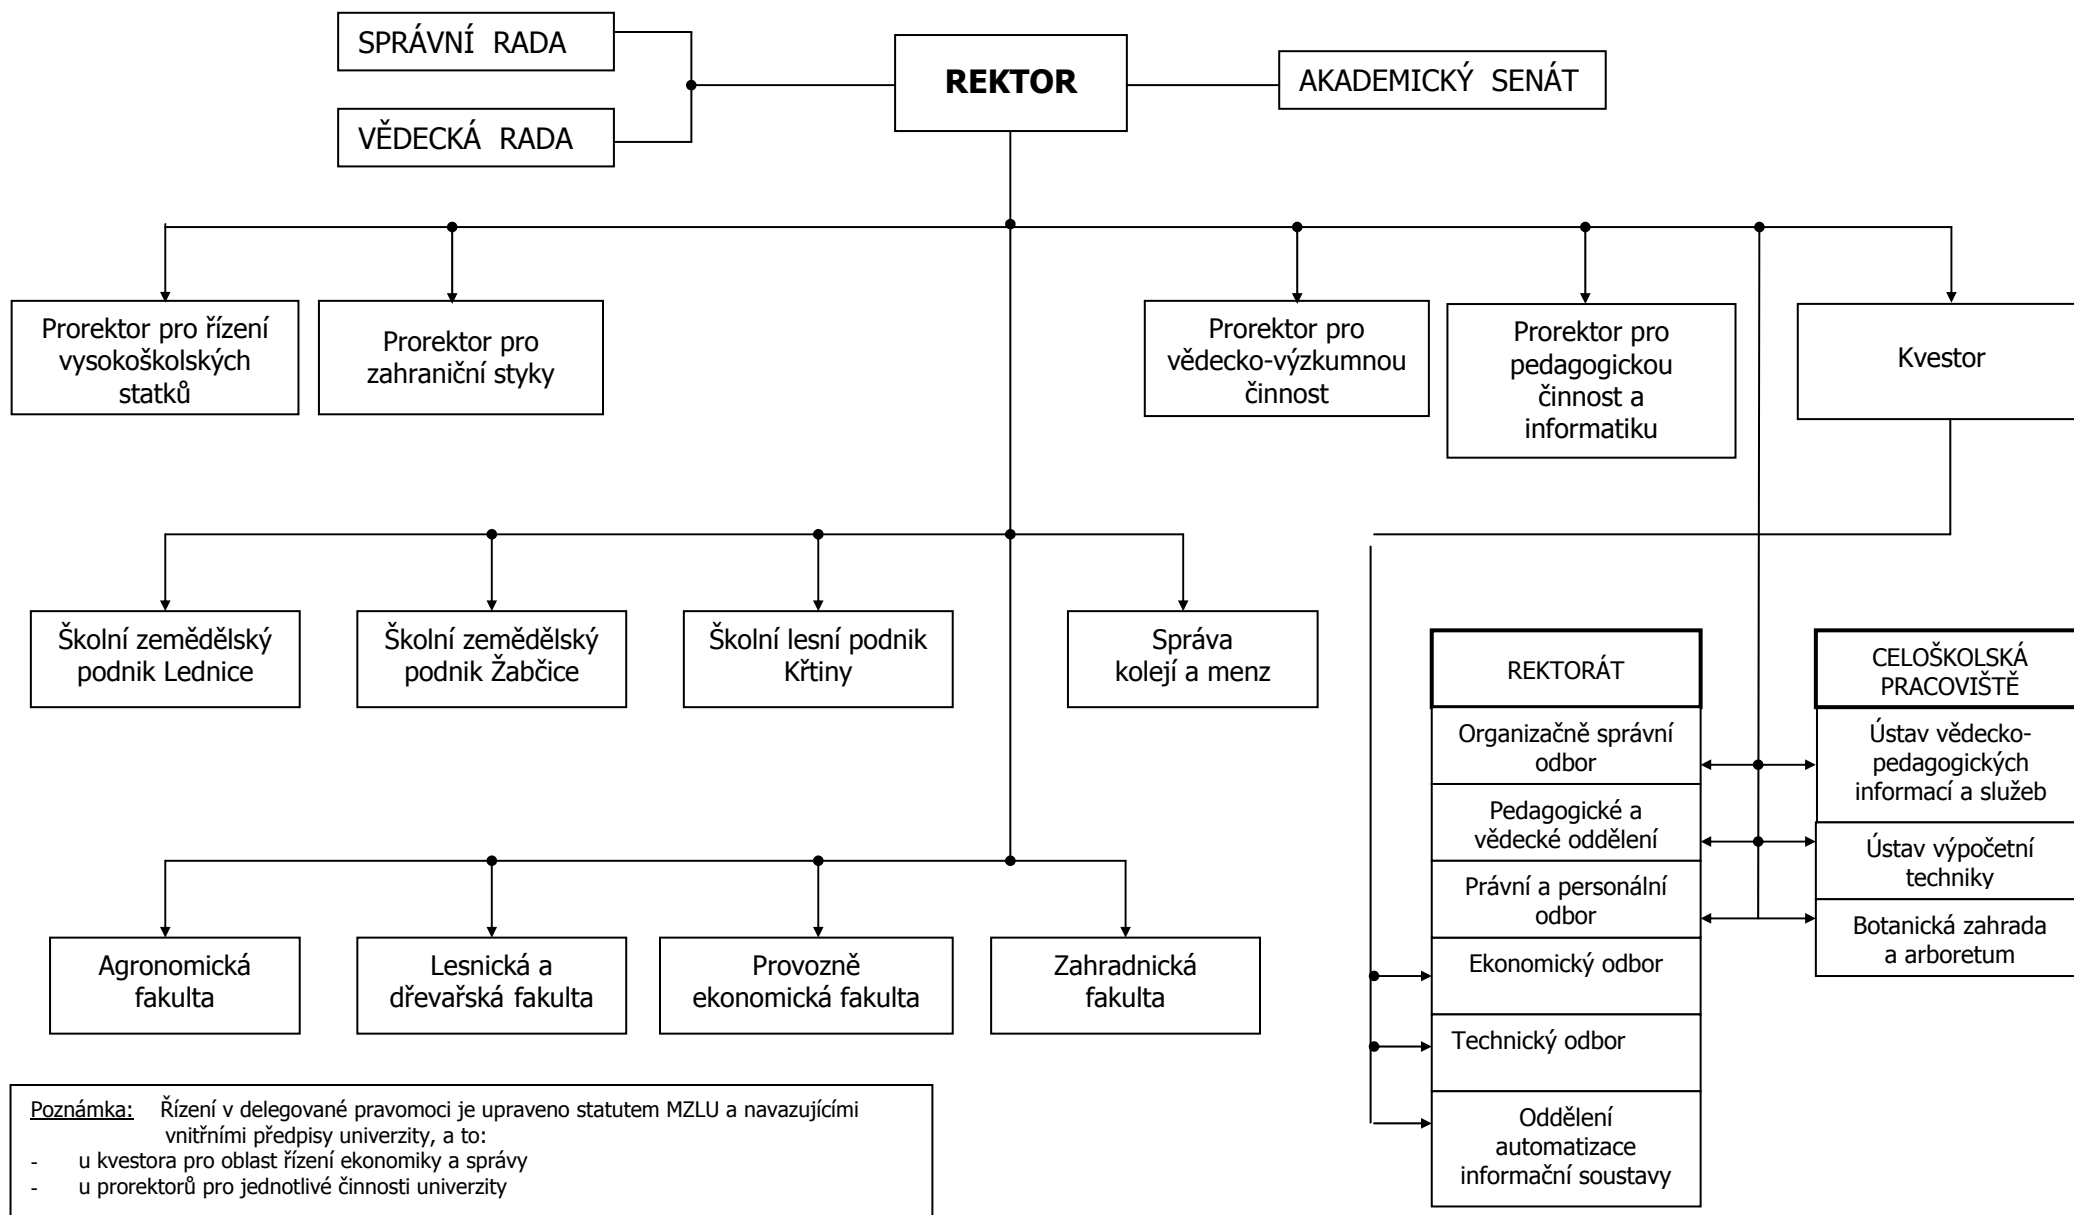 SPRÁVNÍ RADA
VĚDECKÁ RADA
REKTOR
AKADEMICKÝ SENÁT
Prorektor pro řízení
vysokoškolských
statků
Prorektor pro
zahraniční styky
Prorektor pro
vědecko-výzkumnou
činnost
Prorektor pro
pedagogickou
činnost a
informatiku
Kvestor
Školní zemědělský
podnik Lednice
Školní zemědělský
podnik Žabčice
Školní lesní podnik
Křtiny
Správa
kolejí a menz
REKTORÁT
Organizačně správní
odbor
Pedagogické a
vědecké oddělení
Právní a personální
odbor
Ekonomický odbor
Technický odbor
Oddělení
automatizace
informační soustavy
CELOŠKOLSKÁ
PRACOVIŠTĚ
Ústav vědecko-
pedagogických
informací a služeb
Ústav výpočetní
techniky
Botanická zahrada
a arboretum
Agronomická
fakulta
Lesnická a
dřevařská fakulta
Provozně
ekonomická fakulta
Zahradnická
fakulta
Poznámka: Řízení v delegované pravomoci je upraveno statutem MZLU a navazujícími
vnitřními předpisy univerzity, a to:
- u kvestora pro oblast řízení ekonomiky a správy
- u prorektorů pro jednotlivé činnosti univerzity